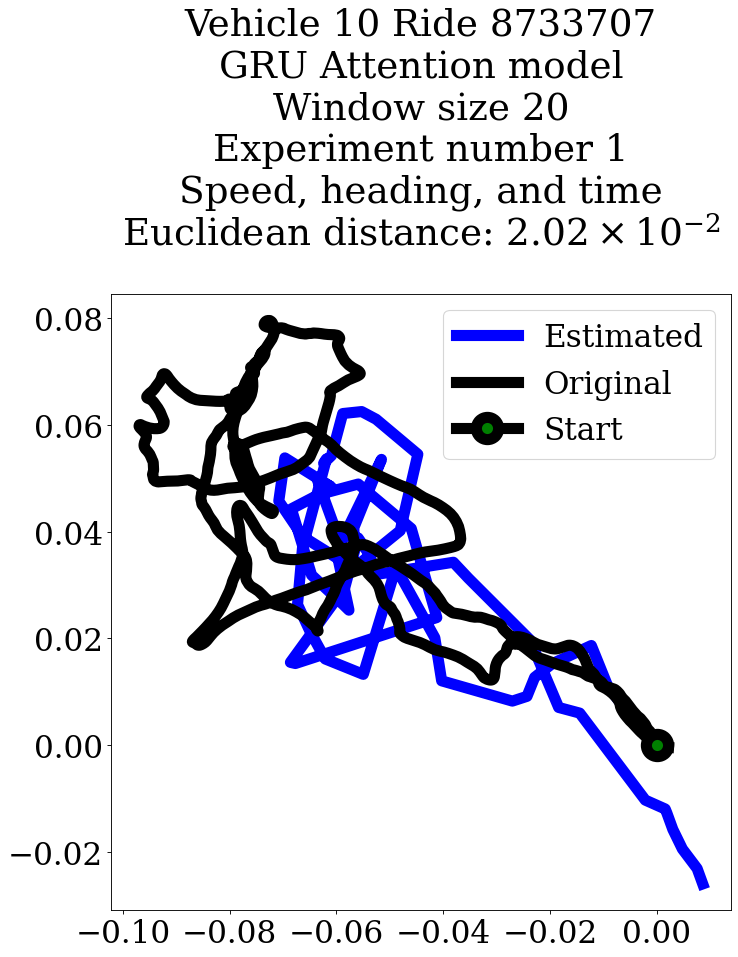 Vehicle 10 Ride 8733707
GRU Attention model
Window size 20
Experiment number 1
Speed, heading, and time
Euclidean distance: 2.02 × 10⁻²
Estimated
Original
Start
0.08
0.06
0.04
0.02
0.00
−0.02
−0.10 −0.08 −0.06 −0.04 −0.02 0.00